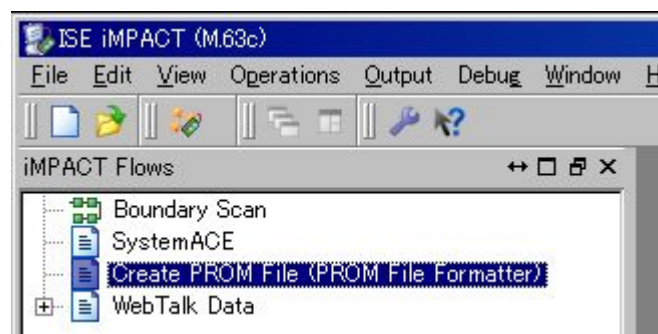 ISE iMPACT (M.63c)
File Edit View Operations Output Debug Window H
iMPACT Flows
Boundary Scan
SystemACE
Create PROM File (PROM File Formatter)
WebTalk Data